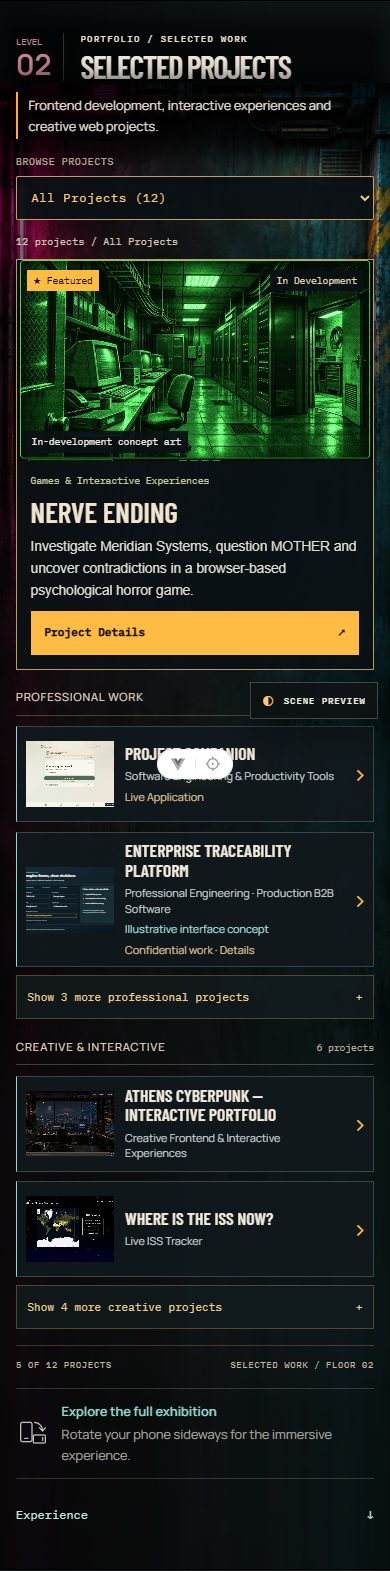 LEVEL
02
PORTFOLIO / SELECTED WORK
SELECTED PROJECTS
Frontend development, interactive experiences and
creative web projects.
BROWSE PROJECTS
All Projects (12)
12 projects / All Projects
★ Featured
In Development
In-development concept art
Games & Interactive Experiences
NERVE ENDING
Investigate Meridian Systems, question MOTHER and
uncover contradictions in a browser-based
psychological horror game.
Project Details ↗
PROFESSIONAL WORK
SCENE PREVIEW
Software & Productivity Tools
Live Application
ENTERPRISE TRACEABILITY
PLATFORM
Professional Engineering · Production B2B
Software
Illustrative interface concept
Confidential work · Details
Show 3 more professional projects +
CREATIVE & INTERACTIVE
6 projects
ATHENS CYBERPUNK —
INTERACTIVE PORTFOLIO
Creative Frontend & Interactive
Experiences
WHERE IS THE ISS NOW?
Live ISS Tracker
Show 4 more creative projects +
5 OF 12 PROJECTS
SELECTED WORK / FLOOR 02
Explore the full exhibition
Rotate your phone sideways for the immersive
experience.
Experience ↓